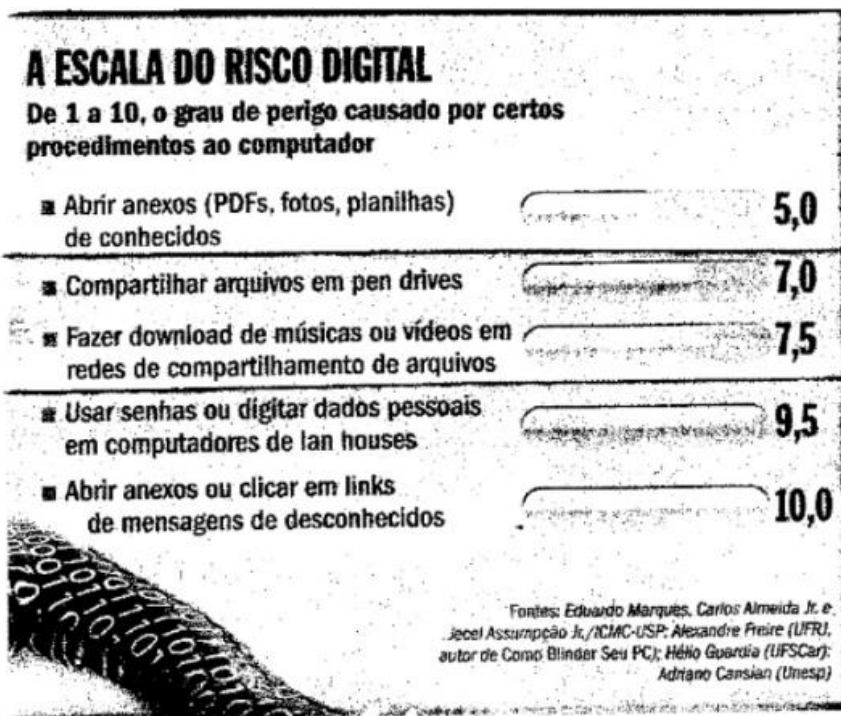 A ESCALA DO RISCO DIGITAL
De 1 a 10, o grau de perigo causado por certos
procedimentos ao computador
■ Abrir anexos (PDFs, fotos, planilhas)
de conhecidos
5,0
■ Compartilhar arquivos em pen drives
7,0
■ Fazer download de músicas ou vídeos em
redes de compartilhamento de arquivos
7,5
■ Usar senhas ou digitar dados pessoais
em computadores de lan houses
9,5
■ Abrir anexos ou clicar em links
de mensagens de desconhecidos
10,0
Fontes: Eduardo Marques, Carlos Almeida Jr. e
Jecel Assumpção Jr./ICMC-USP; Alexandre Freire (UFRJ,
autor de Como Blindar Seu PC); Hélio Guardia (UFSCar);
Adriano Cansian (Unesp)